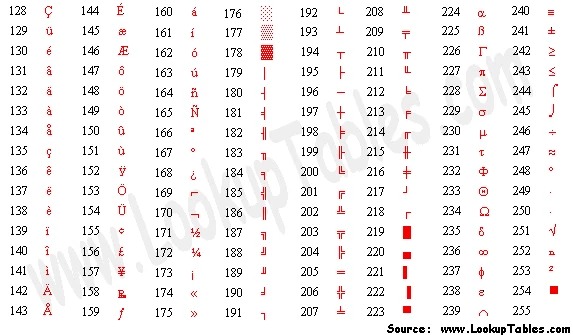 128 Ç 144 É 160 á 176 ░ 192 └ 208 ╨ 224 α 240 ≡
129 ü 145 æ 161 í 177 ▒ 193 ┴ 209 ╤ 225 ß 241 ±
130 é 146 Æ 162 ó 178 ▓ 194 ┬ 210 ╥ 226 Γ 242 ≥
131 â 147 ô 163 ú 179 │ 195 ├ 211 ╙ 227 π 243 ≤
132 ä 148 ö 164 ñ 180 ┤ 196 ─ 212 ╘ 228 Σ 244 ⌠
133 à 149 ò 165 Ñ 181 ╡ 197 ┼ 213 ╒ 229 σ 245 ⌡
134 å 150 û 166 ª 182 ╢ 198 ╞ 214 ╓ 230 µ 246 ÷
135 ç 151 ù 167 º 183 ╖ 199 ╟ 215 ╫ 231 τ 247 ≈
136 ê 152 ÿ 168 ¿ 184 ╕ 200 ╚ 216 ╪ 232 Φ 248 °
137 ë 153 Ö 169 ⌐ 185 ╣ 201 ╔ 217 ┘ 233 Θ 249 ∙
138 è 154 Ü 170 ¬ 186 ║ 202 ╩ 218 ┌ 234 Ω 250 ·
139 ï 155 ¢ 171 ½ 187 ╗ 203 ╦ 219 █ 235 δ 251 √
140 î 156 £ 172 ¼ 188 ╝ 204 ╠ 220 ▄ 236 ∞ 252 ⁿ
141 ì 157 ¥ 173 ¡ 189 ╜ 205 ═ 221 ▌ 237 φ 253 ²
142 Ä 158 ₧ 174 « 190 ╛ 206 ╬ 222 ▐ 238 ε 254 ■
143 Å 159 ƒ 175 » 191 ┐ 207 ╧ 223 ▀ 239 ∩ 255
www.LookupTables.com
Source: www.LookupTables.com